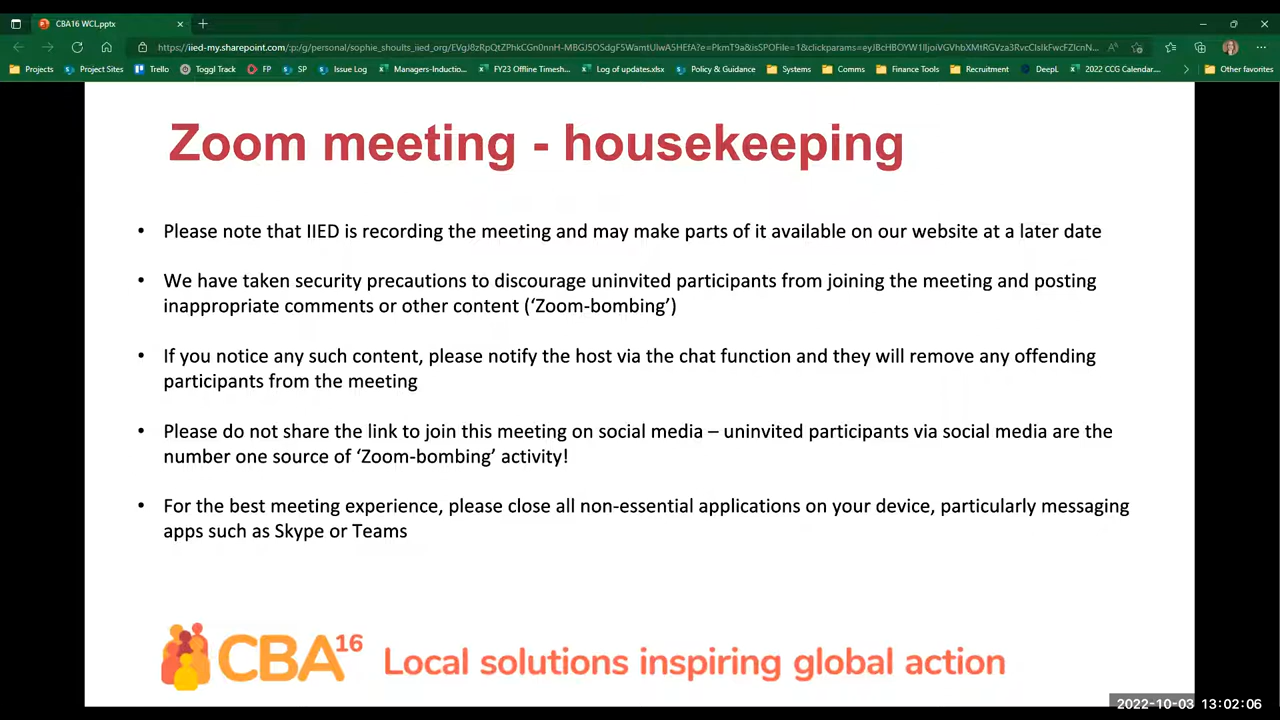 CBA16 WCL.pptx
https://iied-my.sharepoint.com/:p:/g/personal/sophie_shoults_iied_org/
Projects Project Sites Trello Toggl Track FP SP Issue Log Managers-Inductio... FY23 Offline Timesh... Log of updates.xlsx Policy & Guidance Systems Comms Finance Tools Recruitment DeepL 2022 CCG Calendar.... Other favorites
Zoom meeting - housekeeping
• Please note that IIED is recording the meeting and may make parts of it available on our website at a later date
• We have taken security precautions to discourage uninvited participants from joining the meeting and posting
inappropriate comments or other content (‘Zoom-bombing’)
• If you notice any such content, please notify the host via the chat function and they will remove any offending
participants from the meeting
• Please do not share the link to join this meeting on social media – uninvited participants via social media are the
number one source of ‘Zoom-bombing’ activity!
• For the best meeting experience, please close all non-essential applications on your device, particularly messaging
apps such as Skype or Teams
CBA16 Local solutions inspiring global action
2022-10-03 13:02:06